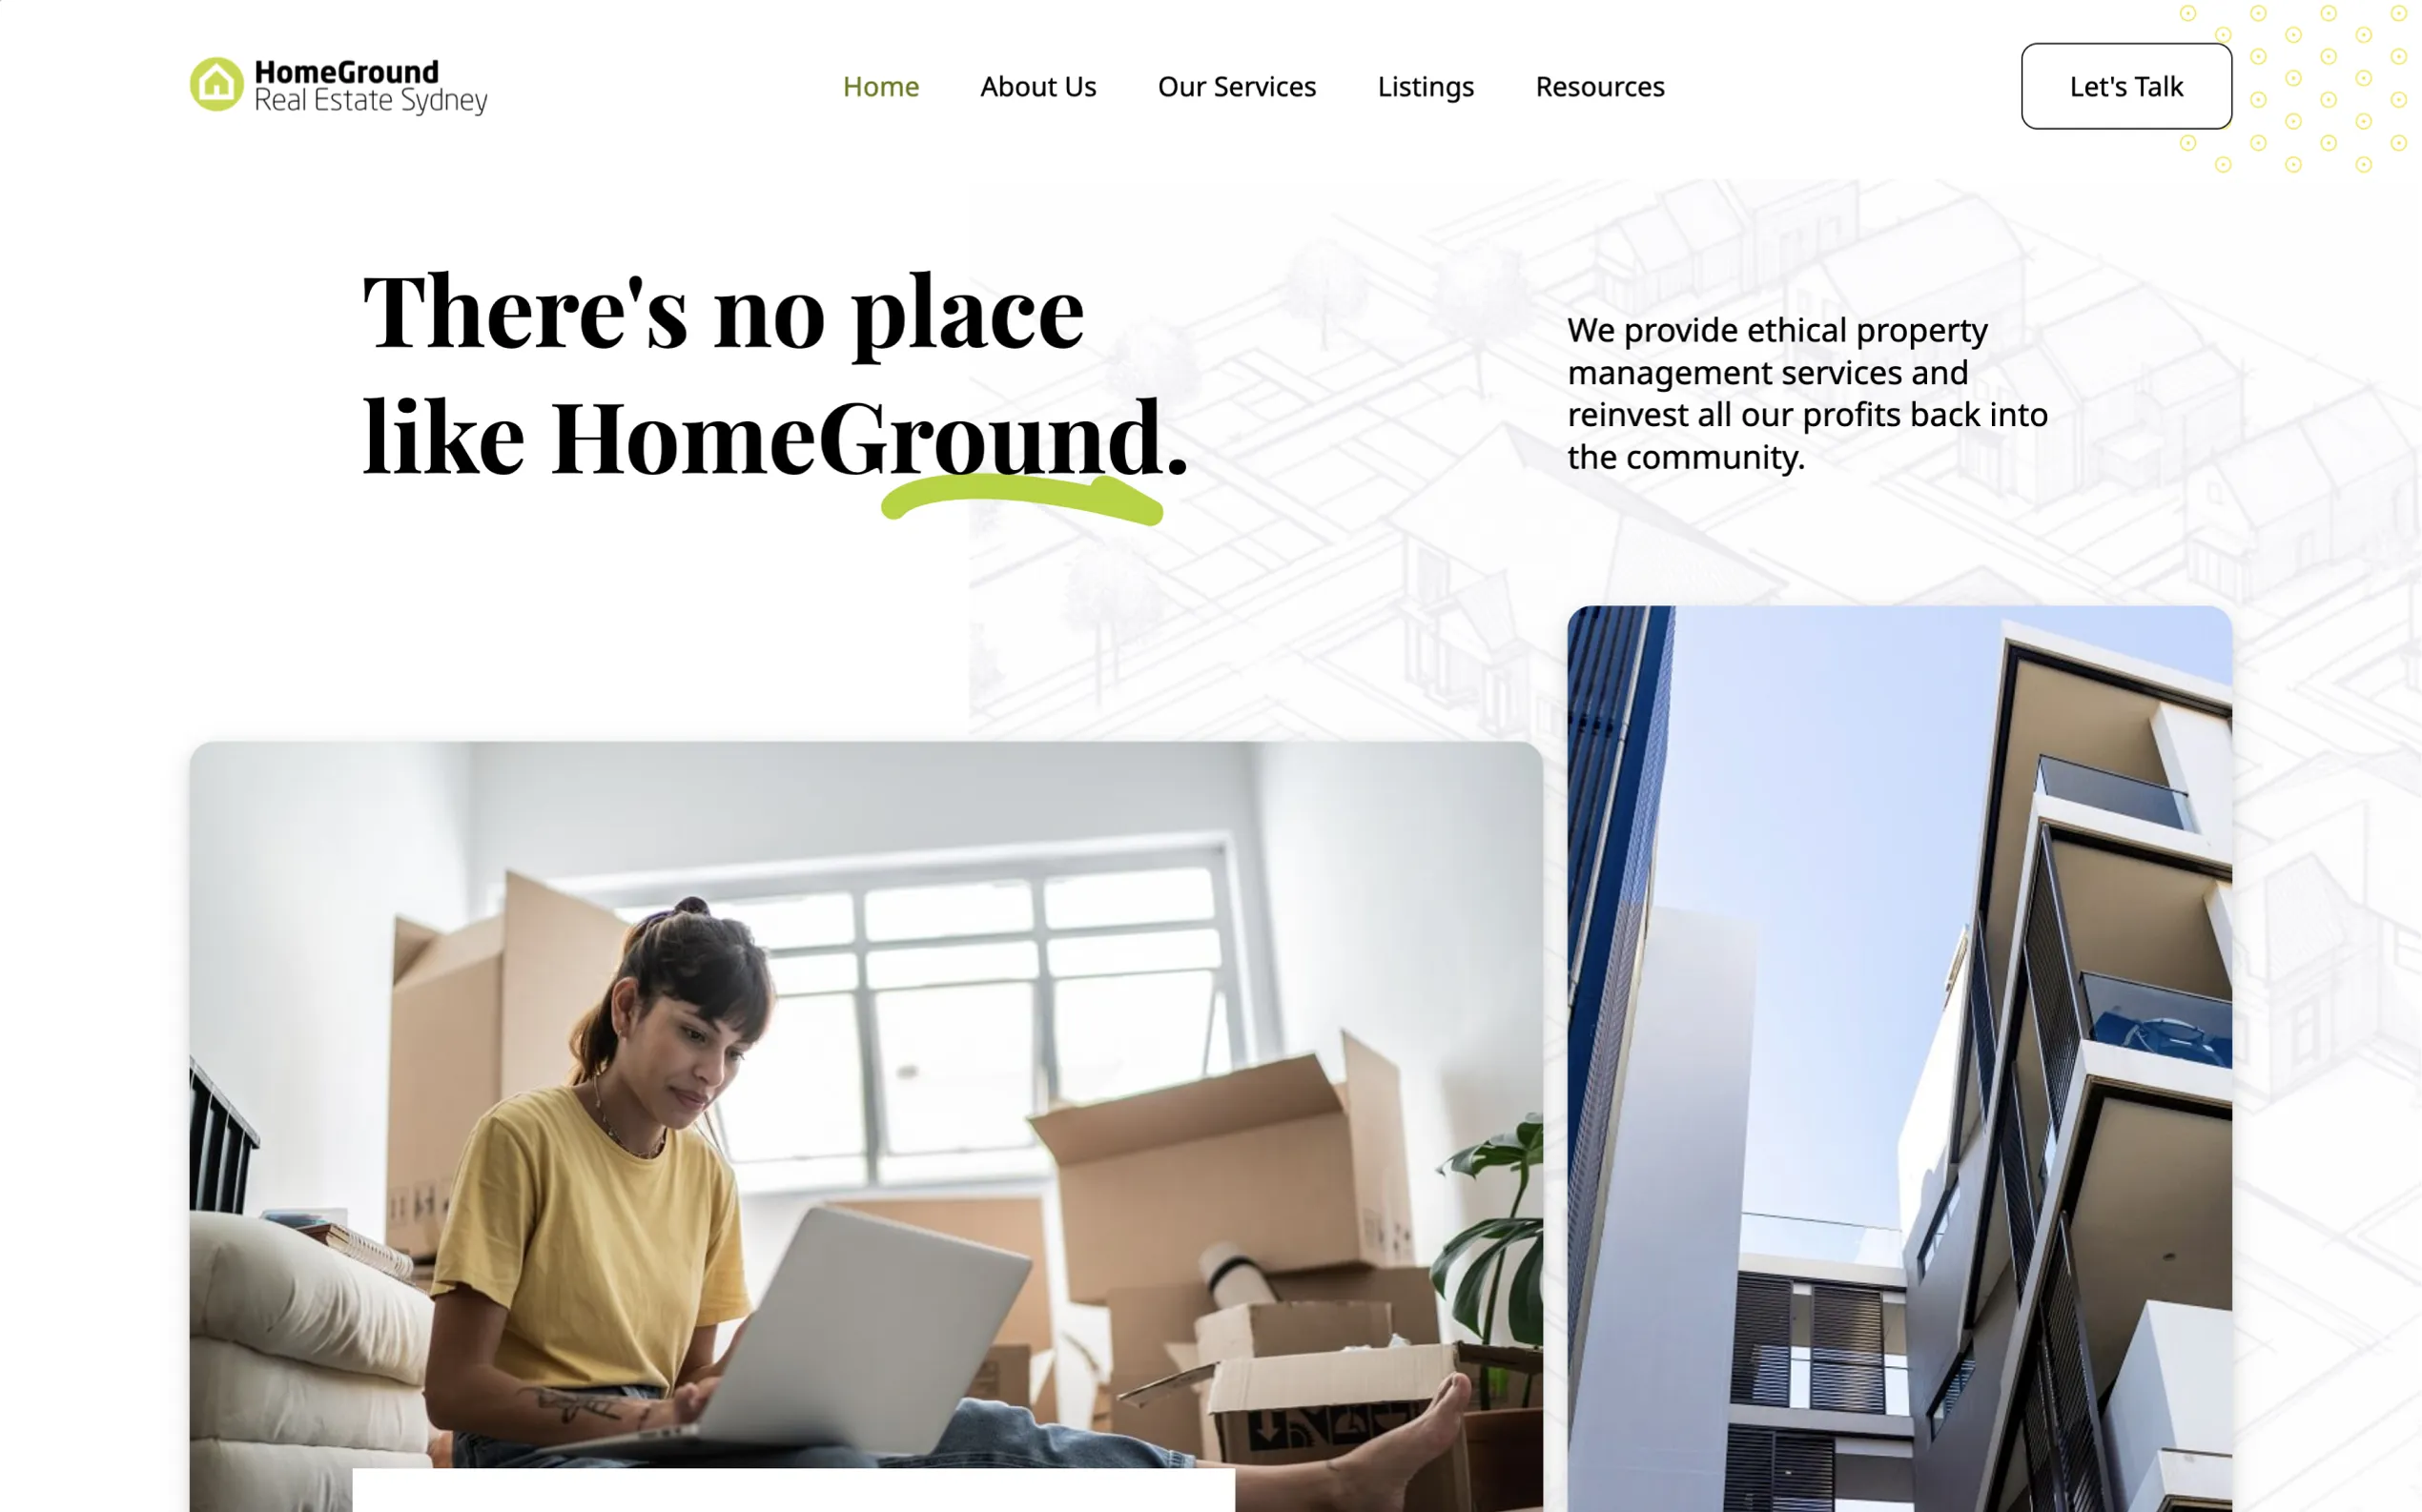 HomeGround
Real Estate Sydney
Home
About Us
Our Services
Listings
Resources
Let's Talk
There's no place
like HomeGround.
We provide ethical property
management services and
reinvest all our profits back into
the community.